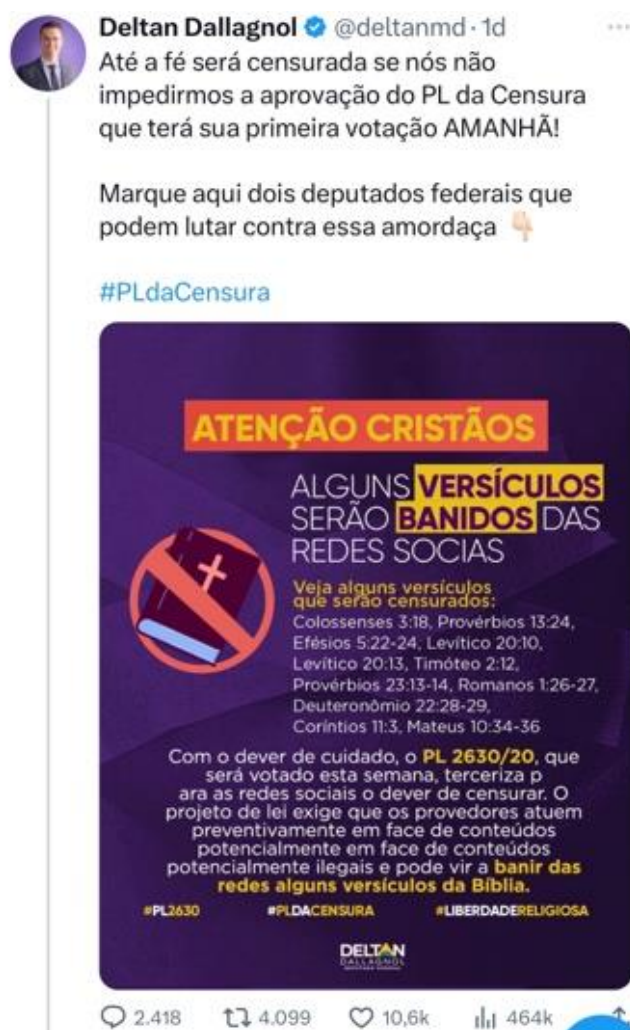 Deltan Dallagnol @deltanmd · 1d
Até a fé será censurada se nós não
impedirmos a aprovação do PL da Censura
que terá sua primeira votação AMANHÃ!
Marque aqui dois deputados federais que
podem lutar contra essa amordaça
#PLdaCensura
ATENÇÃO CRISTÃOS
ALGUNS VERSÍCULOS
SERÃO BANIDOS DAS
REDES SOCIAS
Veja alguns versículos
que serão censurados:
Colossenses 3:18, Provérbios 13:24,
Efésios 5:22-24, Levítico 20:10,
Levítico 20:13, Timóteo 2:12,
Provérbios 23:13-14, Romanos 1:26-27,
Deuteronômio 22:28-29,
Coríntios 11:3, Mateus 10:34-36
Com o dever de cuidado, o PL 2630/20, que
será votado esta semana, terceriza p
ara as redes sociais o dever de censurar. O
projeto de lei exige que os provedores atuem
preventivamente em face de conteúdos
potencialmente em face de conteúdos
potencialmente ilegais e pode vir a banir das
redes alguns versículos da Bíblia.
#PL2630 #PLDACENSURA #LIBERDADERELIGIOSA
DELTAN
DALLAGNOL
2.418 4.099 10,6k 464k